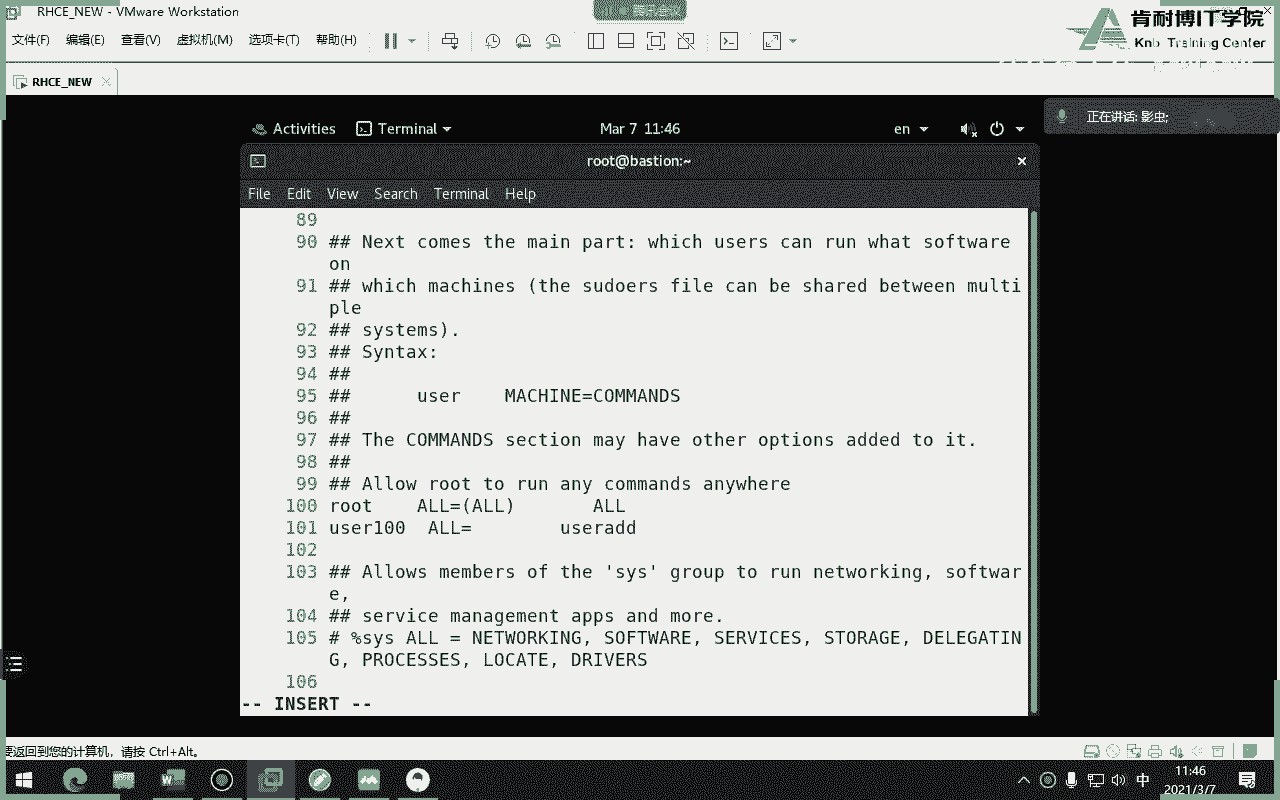 RHCE_NEW - VMware Workstation
肯耐博IT学院
Knb Training Center
文件(F) 编辑(E) 查看(V) 虚拟机(M) 选项卡(T) 帮助(H)
腾讯会议
RHCE_NEW
正在讲话: 影虫;
Activities Terminal Mar 7 11:46 en
root@bastion:~
File Edit View Search Terminal Help
89
90 ## Next comes the main part: which users can run what software
on
91 ## which machines (the sudoers file can be shared between multi
ple
92 ## systems).
93 ## Syntax:
94 ##
95 ## user MACHINE=COMMANDS
96 ##
97 ## The COMMANDS section may have other options added to it.
98 ##
99 ## Allow root to run any commands anywhere
100 root ALL=(ALL) ALL
101 user100 ALL= useradd
102
103 ## Allows members of the 'sys' group to run networking, softwar
e,
104 ## service management apps and more.
105 # %sys ALL = NETWORKING, SOFTWARE, SERVICES, STORAGE, DELEGATIN
G, PROCESSES, LOCATE, DRIVERS
106
-- INSERT --
要返回到您的计算机，请按 Ctrl+Alt。
中
11:46
2021/3/7